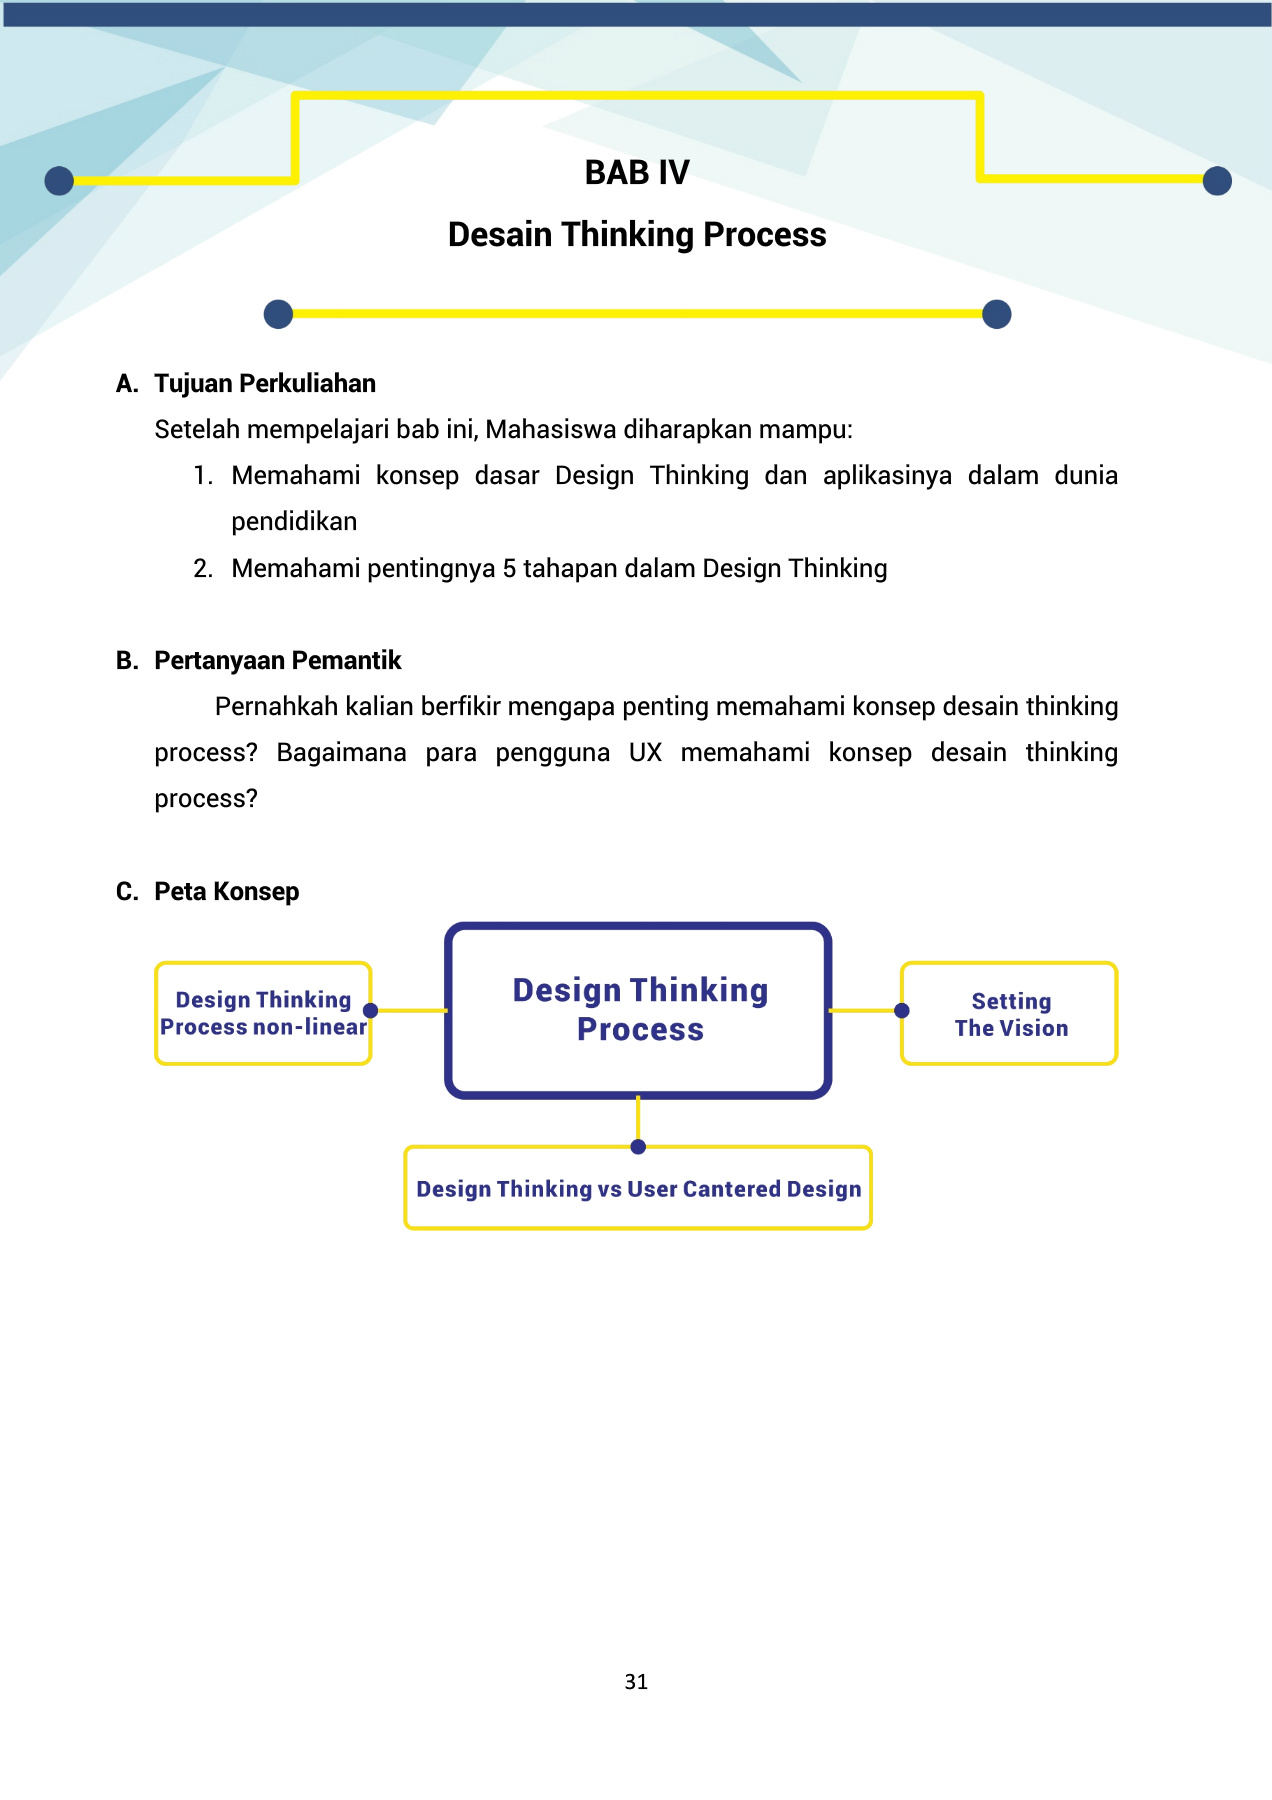 BAB IV
Desain Thinking Process
A. Tujuan Perkuliahan
Setelah mempelajari bab ini, Mahasiswa diharapkan mampu:
1. Memahami konsep dasar Design Thinking dan aplikasinya dalam dunia
pendidikan
2. Memahami pentingnya 5 tahapan dalam Design Thinking
B. Pertanyaan Pemantik
Pernahkah kalian berfikir mengapa penting memahami konsep desain thinking
process? Bagaimana para pengguna UX memahami konsep desain thinking
process?
C. Peta Konsep
Design Thinking
Process non-linear
Design Thinking
Process
Setting
The Vision
Design Thinking vs User Cantered Design
31